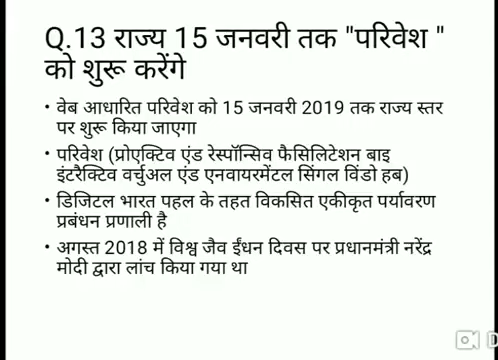 Q.13 राज्य 15 जनवरी तक "परिवेश "
को शुरू करेंगे
• वेब आधारित परिवेश को 15 जनवरी 2019 तक राज्य स्तर
पर शुरू किया जाएगा
• परिवेश (प्रोएक्टिव एंड रेस्पॉन्सिव फैसिलिटेशन बाइ
इंटरैक्टिव वर्चुअल एंड एनवायरमेंटल सिंगल विंडो हब)
• डिजिटल भारत पहल के तहत विकसित एकीकृत पर्यावरण
प्रबंधन प्रणाली है
• अगस्त 2018 में विश्व जैव ईंधन दिवस पर प्रधानमंत्री नरेंद्र
मोदी द्वारा लांच किया गया था